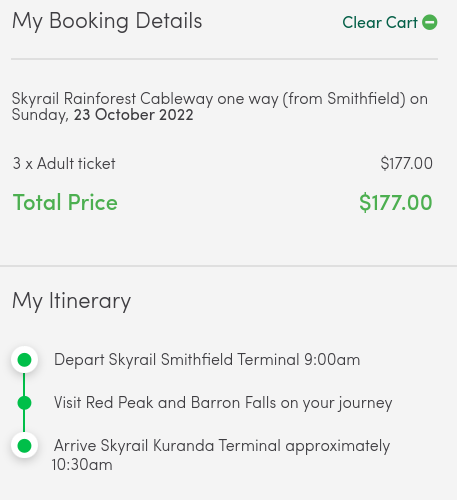 My Booking Details
Clear Cart
Skyrail Rainforest Cableway one way (from Smithfield) on
Sunday, 23 October 2022
3 x Adult ticket $177.00
Total Price $177.00
My Itinerary
Depart Skyrail Smithfield Terminal 9:00am
Visit Red Peak and Barron Falls on your journey
Arrive Skyrail Kuranda Terminal approximately
10:30am